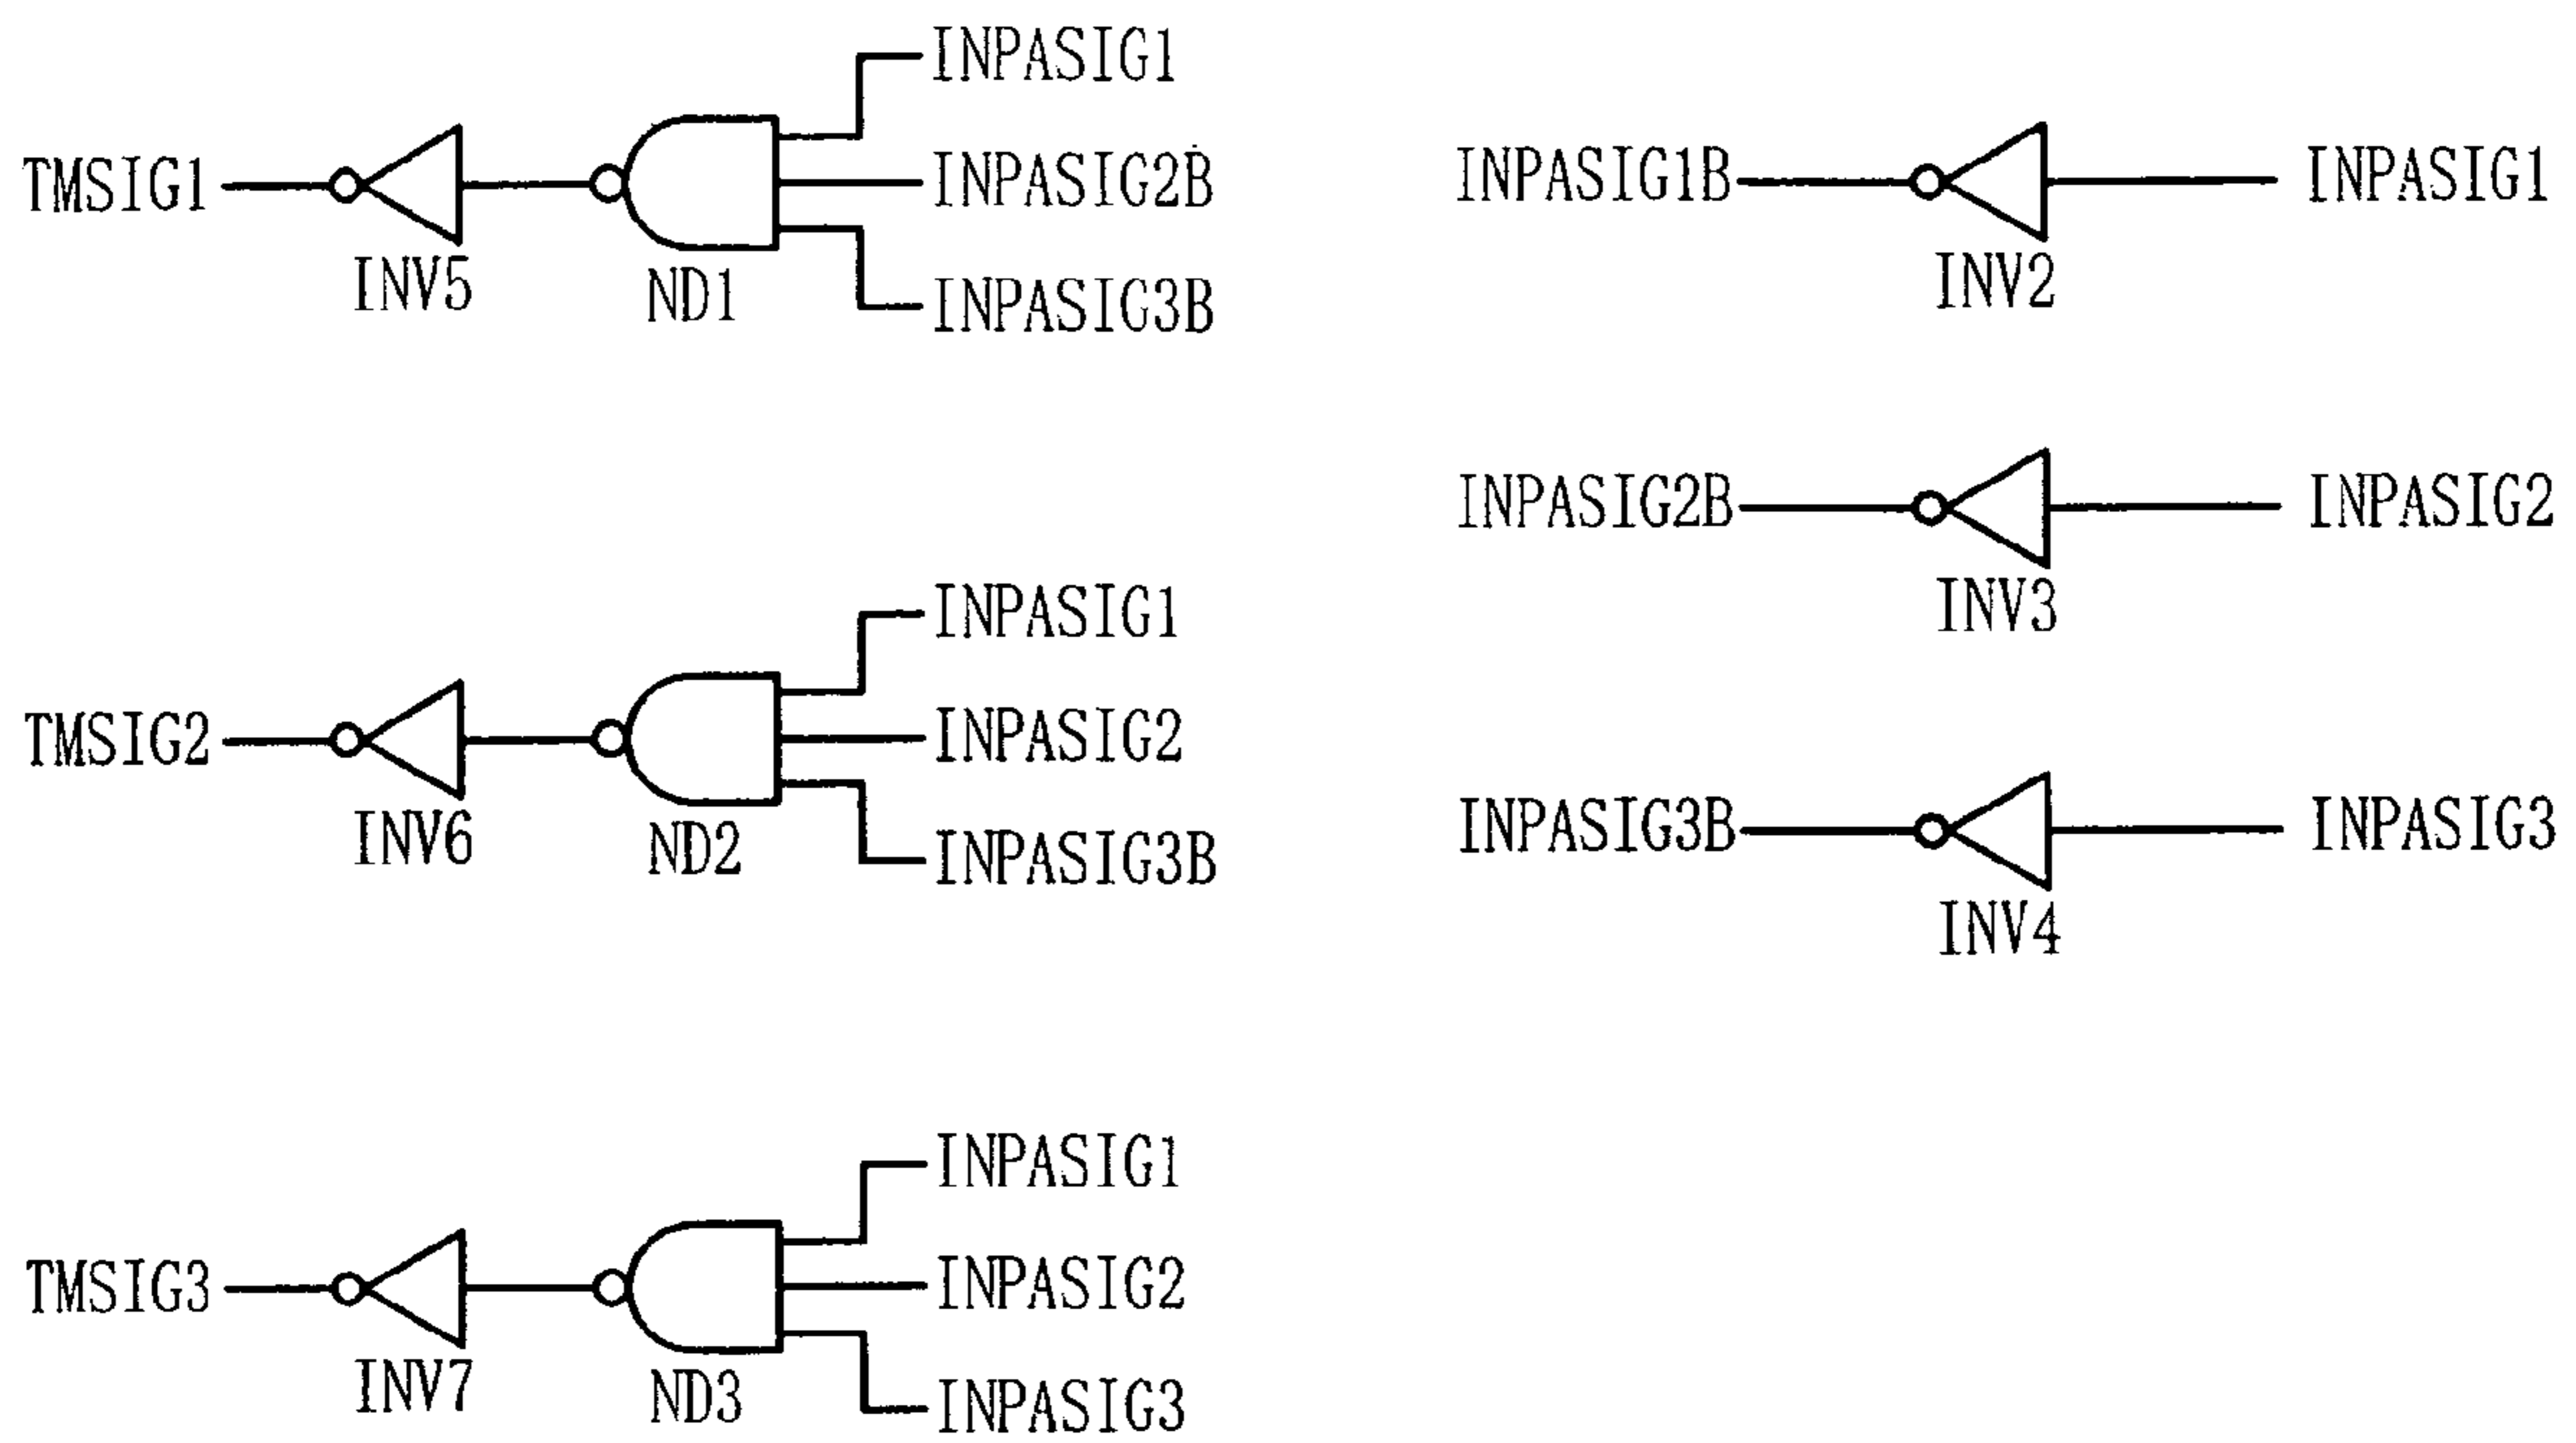 INPASIG1
TMSIG1
INPASIG2B
INV5
ND1
INPASIG3B
INPASIG1
TMSIG2
INPASIG2
INV6
ND2
INPASIG3B
INPASIG1
TMSIG3
INPASIG2
INV7
ND3
INPASIG3
INPASIG1B
INPASIG1
INV2
INPASIG2B
INPASIG2
INV3
INPASIG3B
INPASIG3
INV4